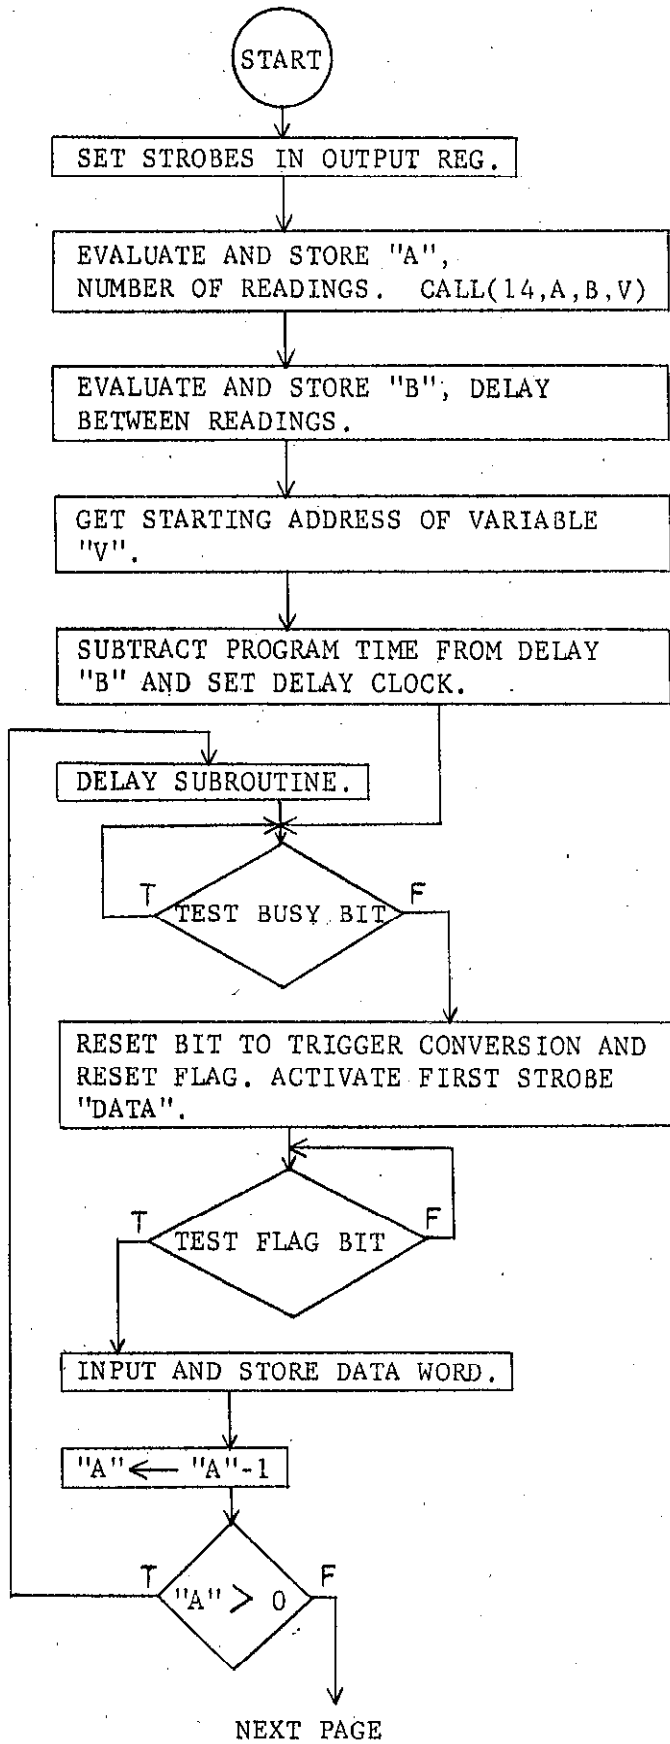 START
SET STROBES IN OUTPUT REG.
EVALUATE AND STORE "A",
NUMBER OF READINGS. CALL(14,A,B,V)
EVALUATE AND STORE "B", DELAY
BETWEEN READINGS.
GET STARTING ADDRESS OF VARIABLE
"V".
SUBTRACT PROGRAM TIME FROM DELAY
"B" AND SET DELAY CLOCK.
DELAY SUBROUTINE.
T TEST BUSY BIT F
RESET BIT TO TRIGGER CONVERSION AND
RESET FLAG. ACTIVATE FIRST STROBE
"DATA".
T TEST FLAG BIT F
INPUT AND STORE DATA WORD.
"A" ← "A"-1
T "A" > 0 F
NEXT PAGE